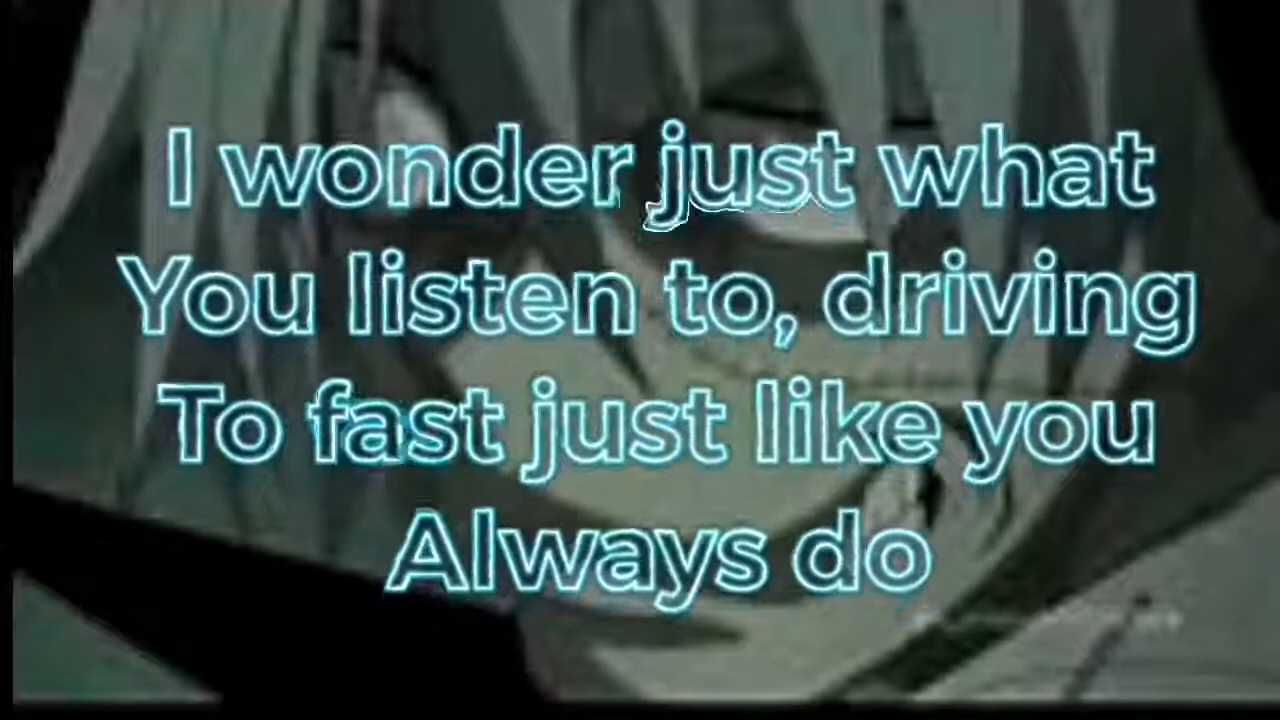 I wonder just what
You listen to, driving
To fast just like you
Always do